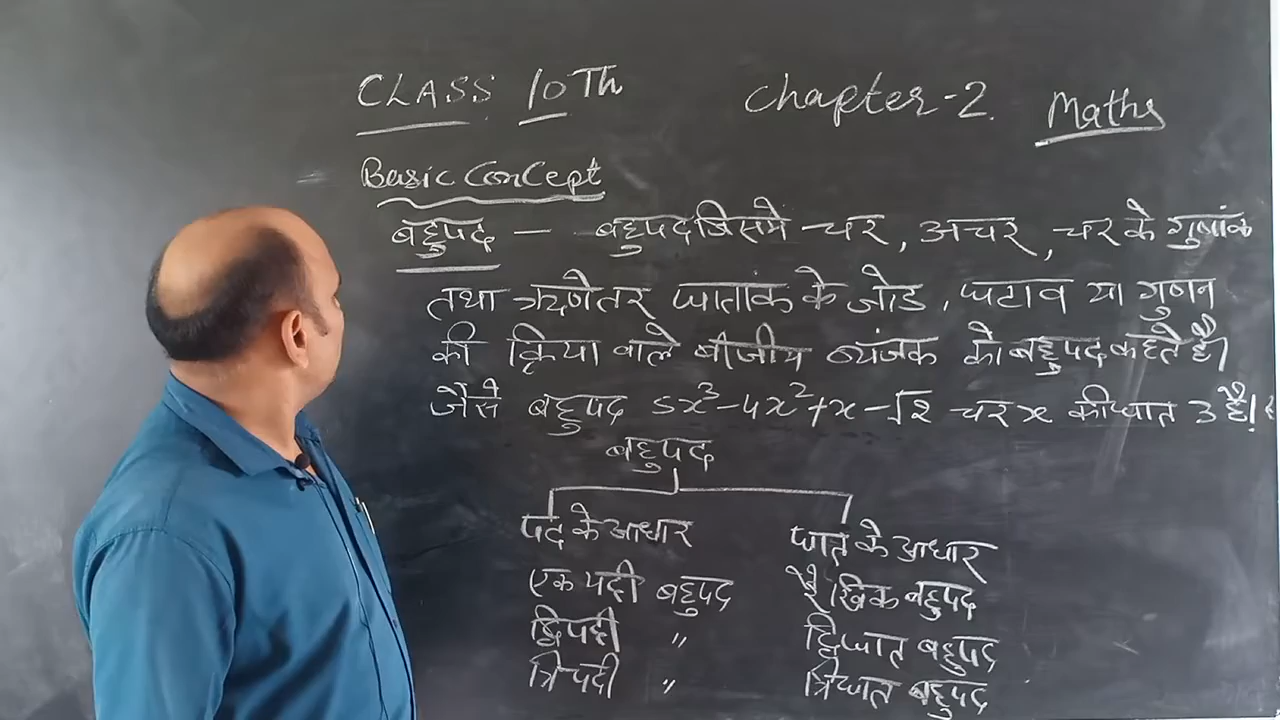 CLASS 10Th Chapter-2. Maths
Basic Concept
बहुपद — बहुपद जिसमे चर, अचर, चर के गुणांक
तथा ऋणेतर घातांक के जोड, घटाव या गुणन
की क्रिया वाले बीजीय व्यंजक को बहुपद कहते है।
जैसे बहुपद 5x³-4x²+x-√2 चर x की घात 3 है।
बहुपद
पद के आधार घात के आधार
एक पदी बहुपद रैखिक बहुपद
द्विपदी " द्विघात बहुपद
त्रिपदी " त्रिघात बहुपद